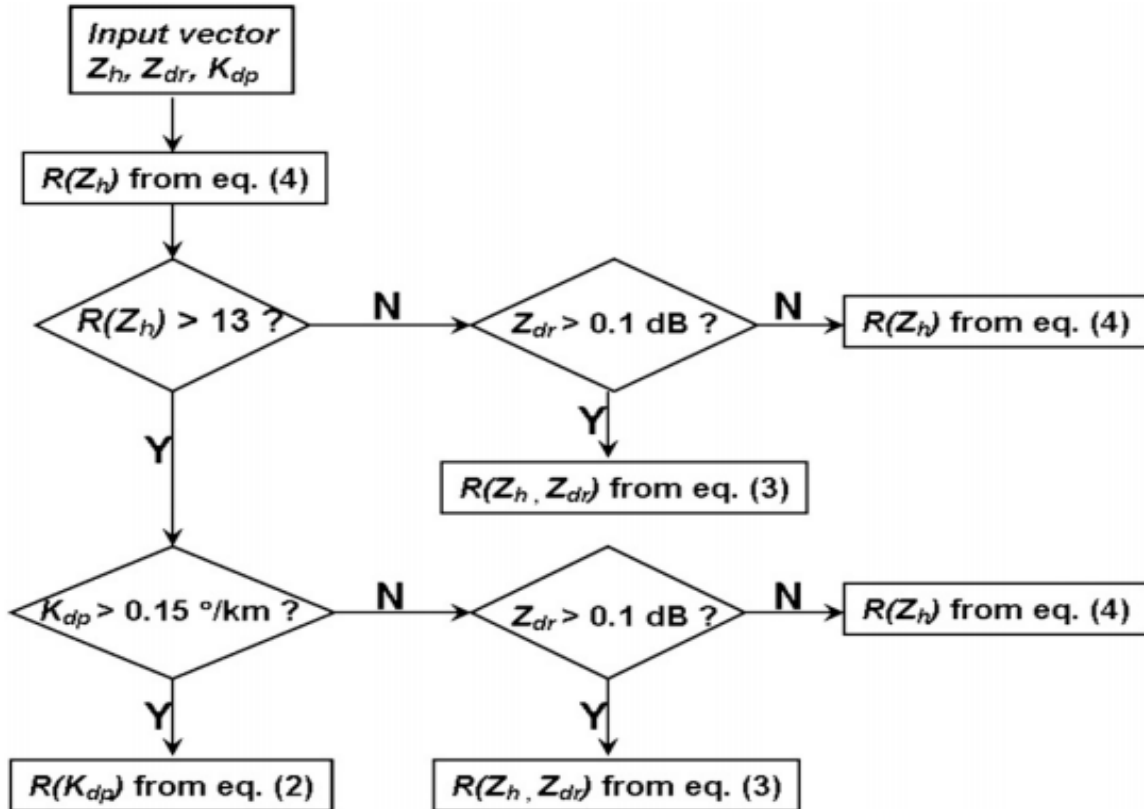 Input vector
Zh, Zdr, Kdp
R(Zh) from eq. (4)
R(Zh) > 13 ?
N
Zdr > 0.1 dB ?
N
R(Zh) from eq. (4)
Y
Y
R(Zh , Zdr) from eq. (3)
Kdp > 0.15 °/km ?
N
Zdr > 0.1 dB ?
N
R(Zh) from eq. (4)
Y
Y
R(Kdp) from eq. (2)
R(Zh , Zdr) from eq. (3)